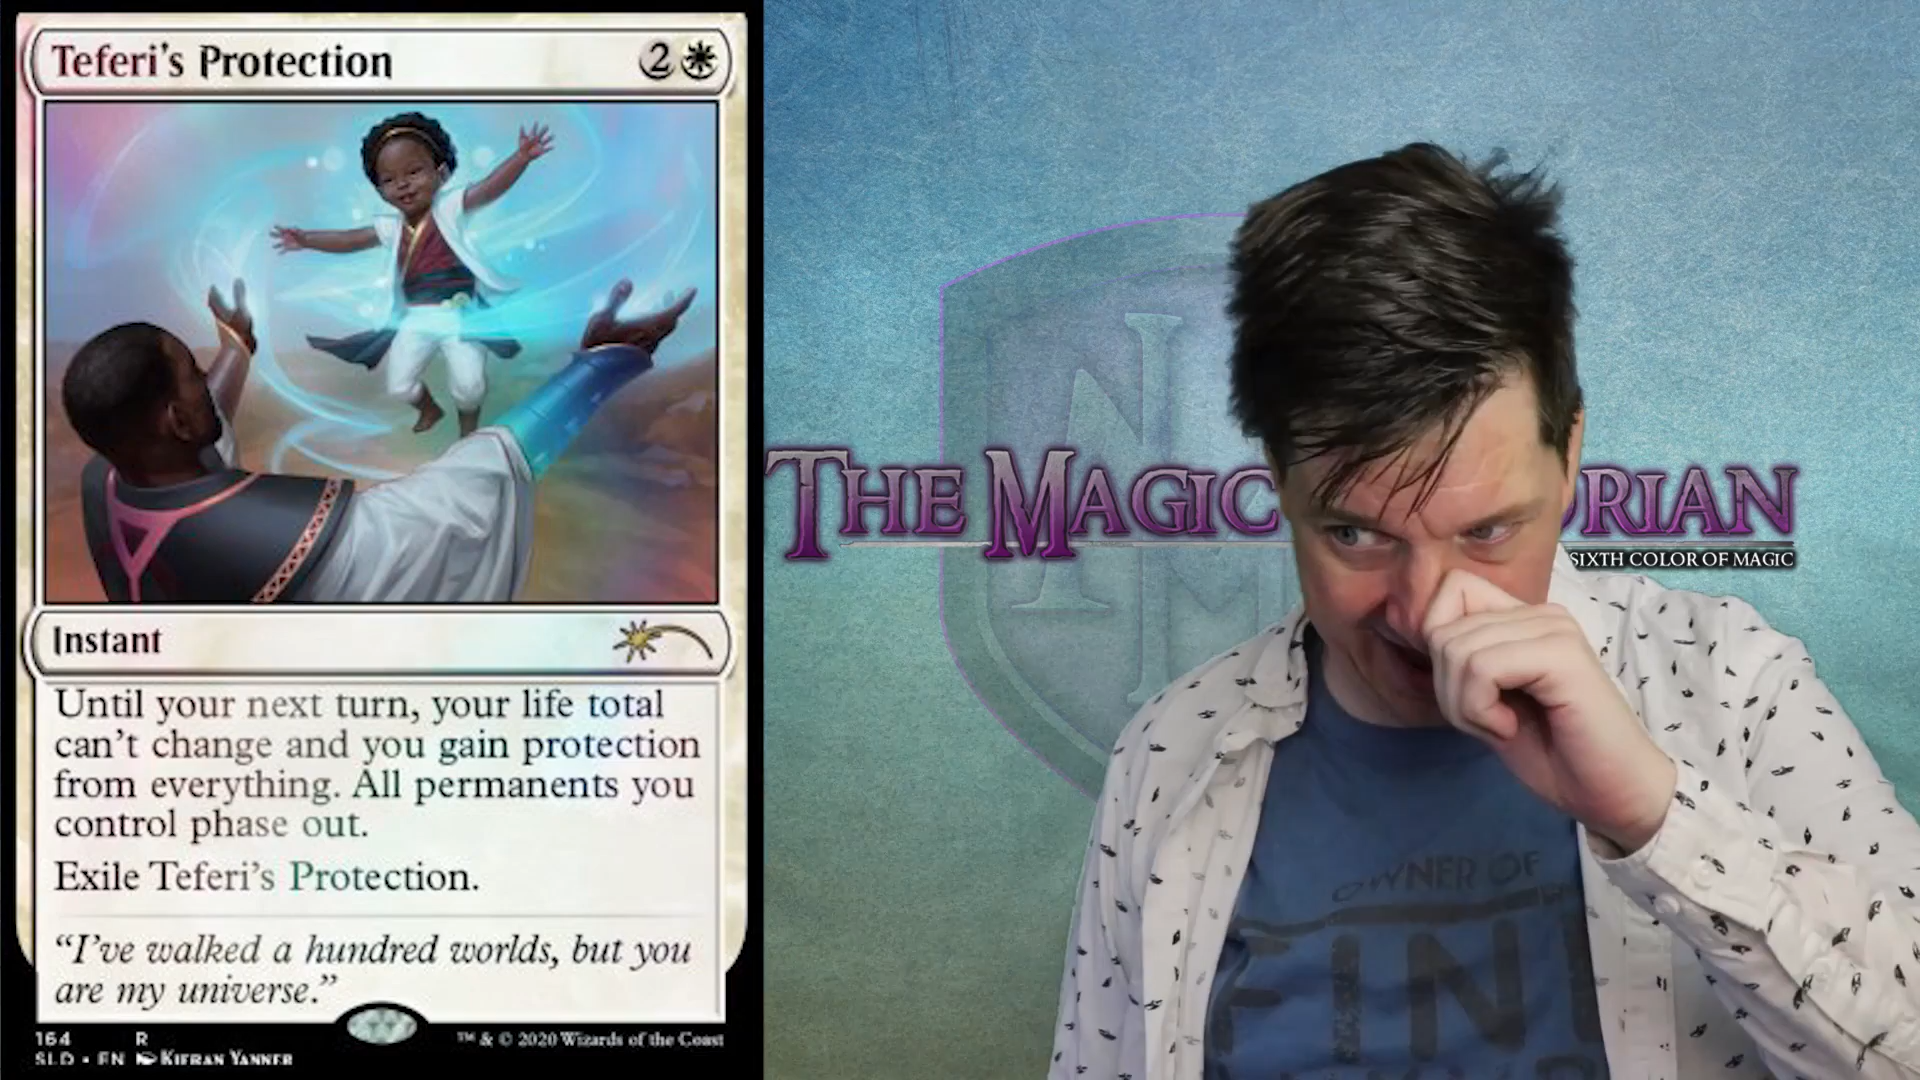 Teferi's Protection 2
Instant
Until your next turn, your life total
can't change and you gain protection
from everything. All permanents you
control phase out.
Exile Teferi's Protection.
"I've walked a hundred worlds, but you
are my universe."
164 R
SLD • EN KIERAN YANNER
™ & © 2020 Wizards of the Coast
NM
THE MAGIC
SIXTH COLOR OF MAGIC
OWNER OF